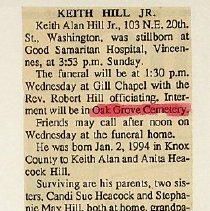 KEITH HILL JR.
Keith Alan Hill Jr., 103 N.E. 20th.
St., Washington, was stillborn at
Good Samaritan Hospital, Vincen-
nes, at 3:53 p.m. Sunday.
The funeral will be at 1:30 p.m.
Wednesday at Gill Chapel with the
Rev. Robert Hill officiating. Inter-
ment will be in Oak Grove Cemetery.
Friends may call after noon on
Wednesday at the funeral home.
He was born Jan. 2, 1994 in Knox
County to Keith Alan and Anita Hea-
cock Hill.
Surviving are his parents, two sis-
ters, Candi Sue Heacock and Stepha-
nie May Hill, both at home, grandpa-